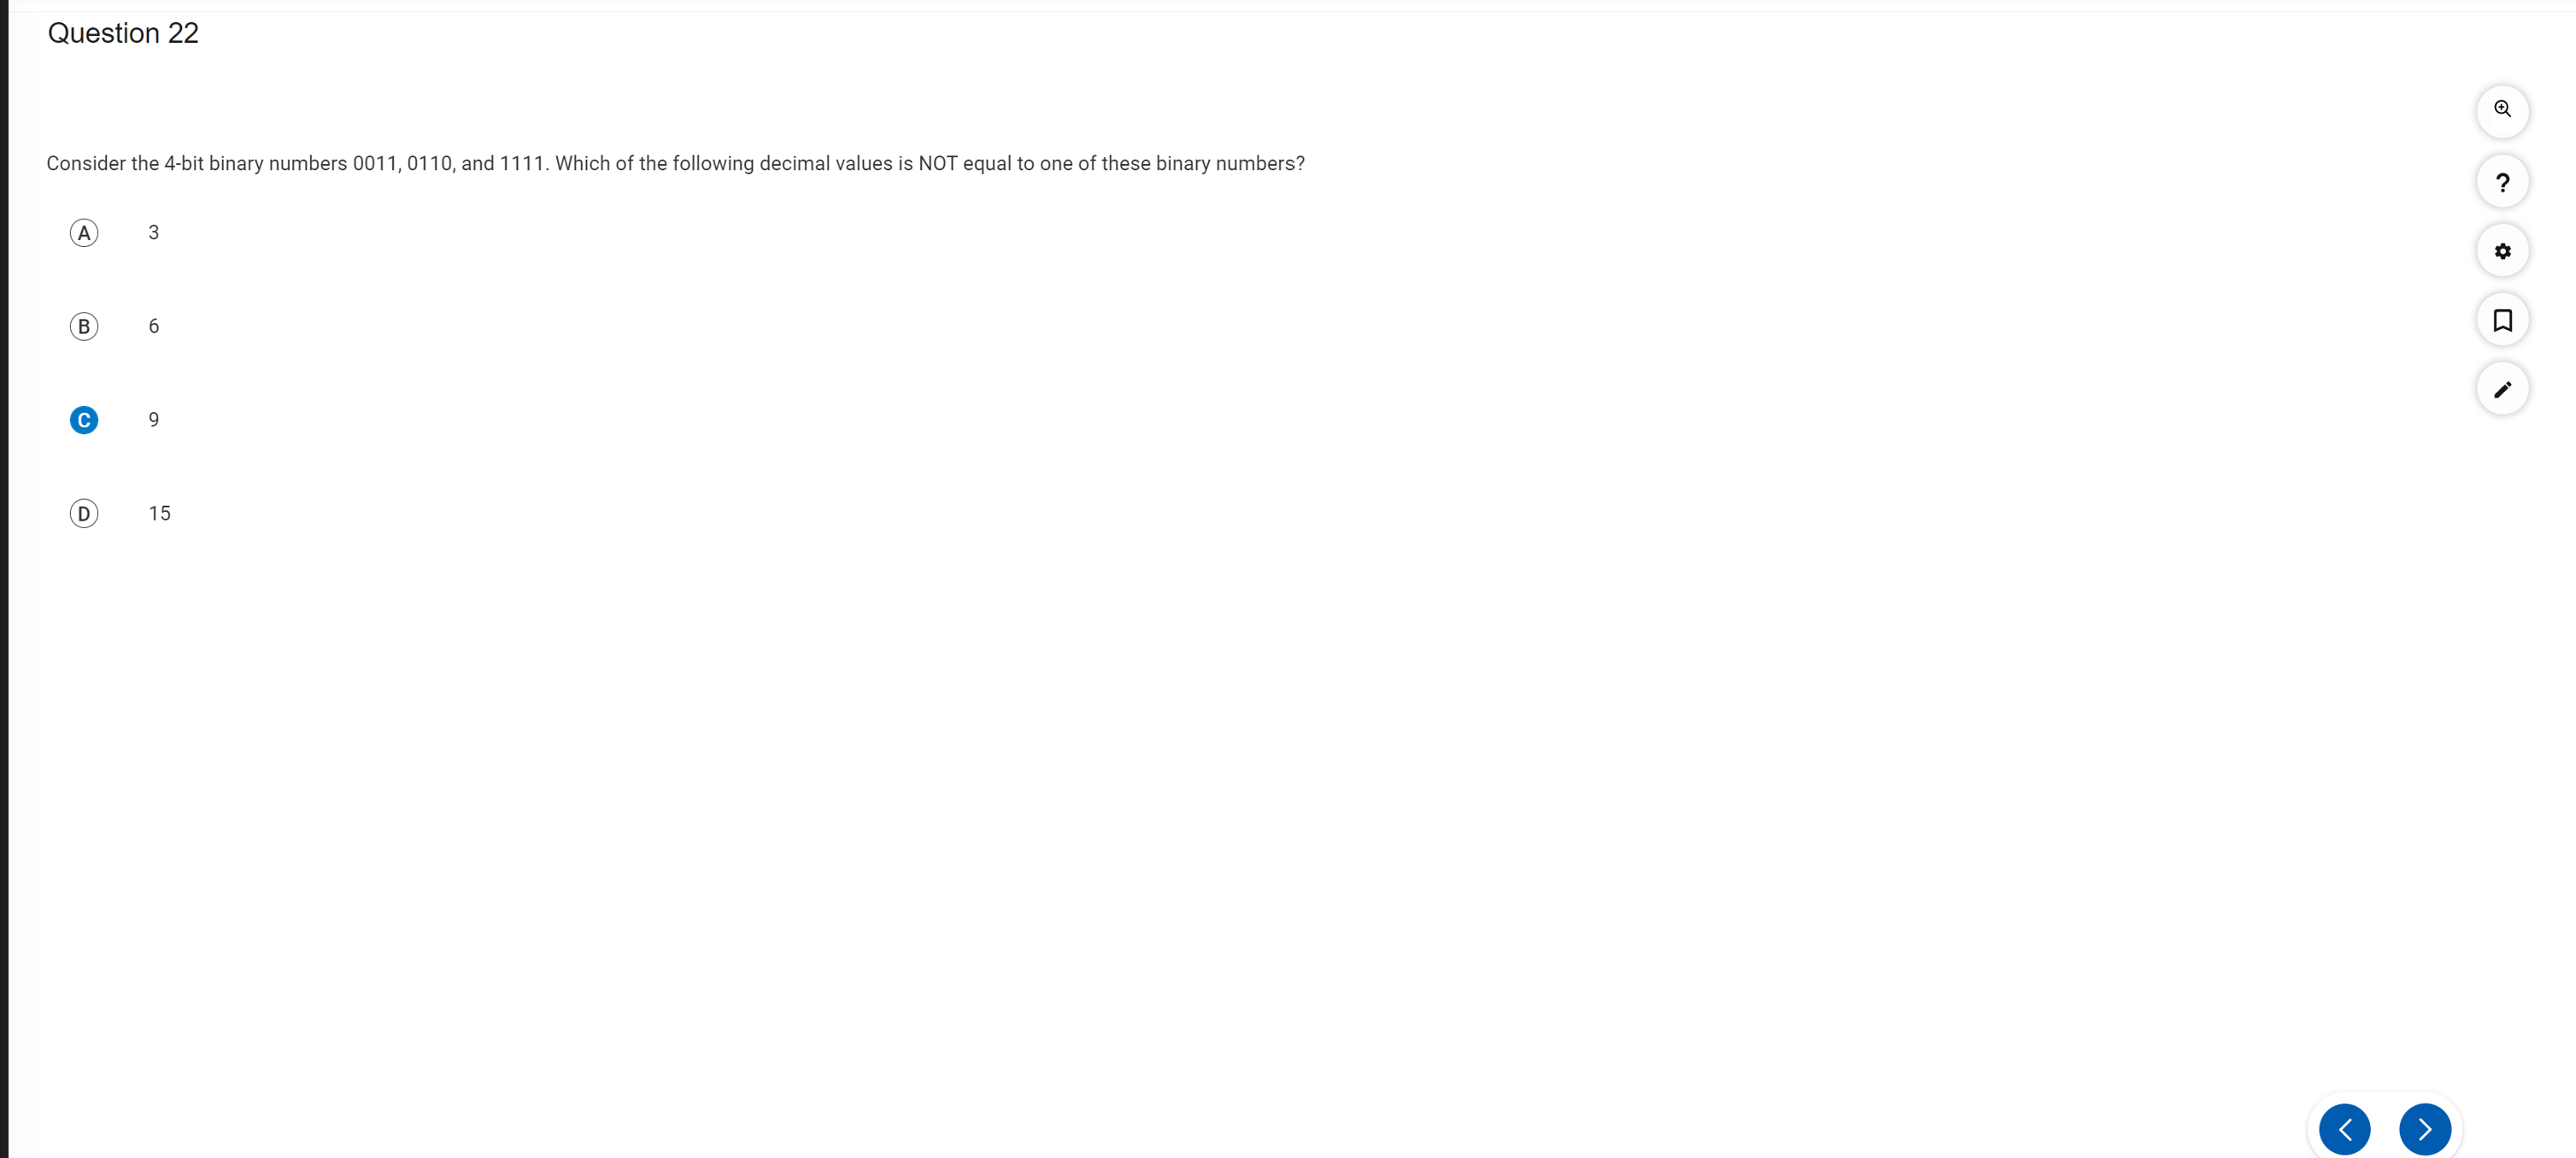 Question 22
Consider the 4-bit binary numbers 0011, 0110, and 1111. Which of the following decimal values is NOT equal to one of these binary numbers?
A 3
B 6
C 9
D 15
?